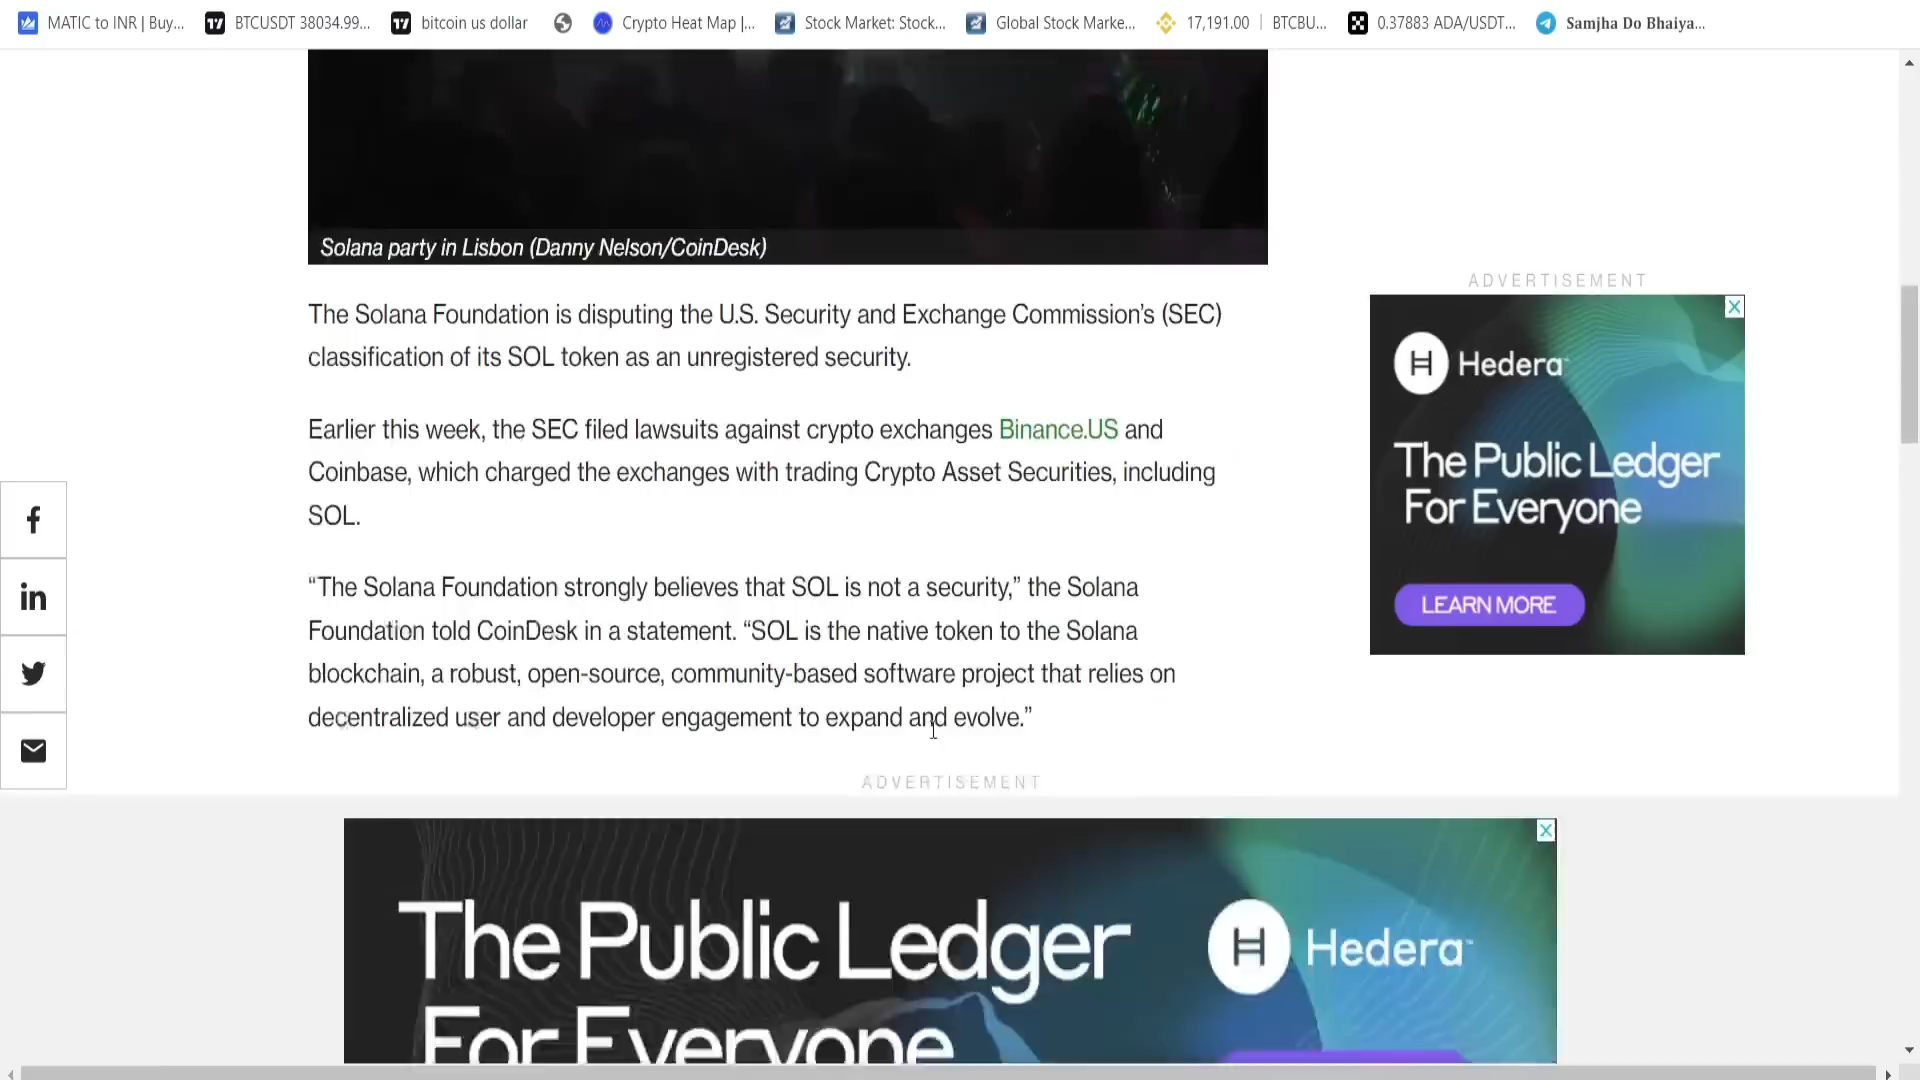 MATIC to INR | Buy...
BTCUSDT 38034.99...
bitcoin us dollar
Crypto Heat Map |...
Stock Market: Stock...
Global Stock Marke...
17,191.00 | BTCBU...
0.37883 ADA/USDT...
Samjha Do Bhaiya...
Solana party in Lisbon (Danny Nelson/CoinDesk)
The Solana Foundation is disputing the U.S. Security and Exchange Commission’s (SEC)
classification of its SOL token as an unregistered security.
Earlier this week, the SEC filed lawsuits against crypto exchanges Binance.US and
Coinbase, which charged the exchanges with trading Crypto Asset Securities, including
SOL.
“The Solana Foundation strongly believes that SOL is not a security,” the Solana
Foundation told CoinDesk in a statement. “SOL is the native token to the Solana
blockchain, a robust, open-source, community-based software project that relies on
decentralized user and developer engagement to expand and evolve.”
ADVERTISEMENT
Hedera™
The Public Ledger
For Everyone
LEARN MORE
ADVERTISEMENT
The Public Ledger
For Everyone
Hedera™